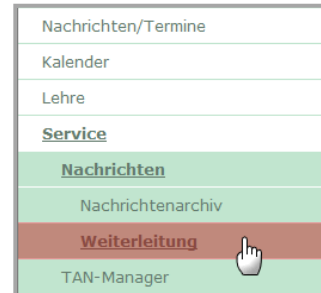 Nachrichten/Termine
Kalender
Lehre
Service
Nachrichten
Nachrichtenarchiv
Weiterleitung
TAN-Manager